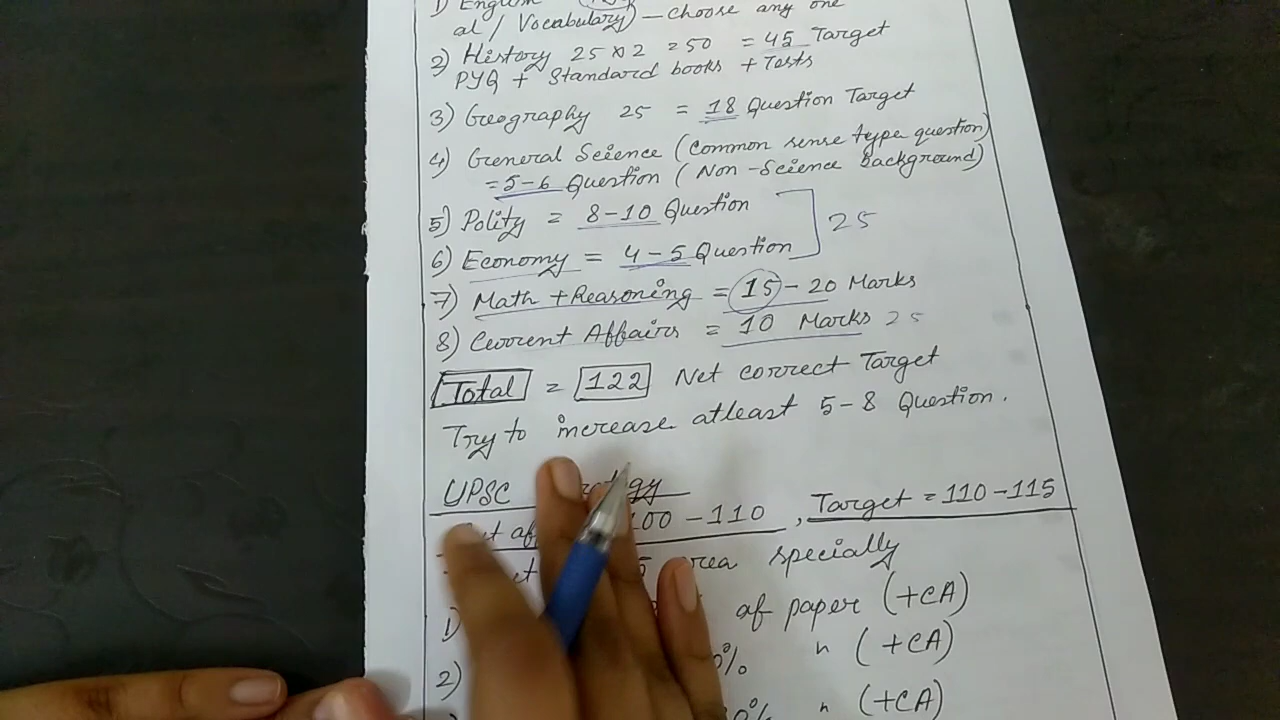 1) English
al / Vocabulary) – choose any one
2) History 25 × 2 = 50 = 45 Target
PYQ + Standard books + Tests
3) Geography 25 = 18 Question Target
4) General Science (Common sense type question)
= 5-6 Question (Non-Science background)
5) Polity = 8-10 Question
25
6) Economy = 4-5 Question
7) Math + Reasoning = 15-20 Marks
8) Current Affairs = 10 Marks 25
Total = 122 Net correct Target
Try to increase atleast 5-8 Question.
UPSC
100-110, Target = 110-115
area specially
1) of paper (+CA)
2) " (+CA)
" (+CA)